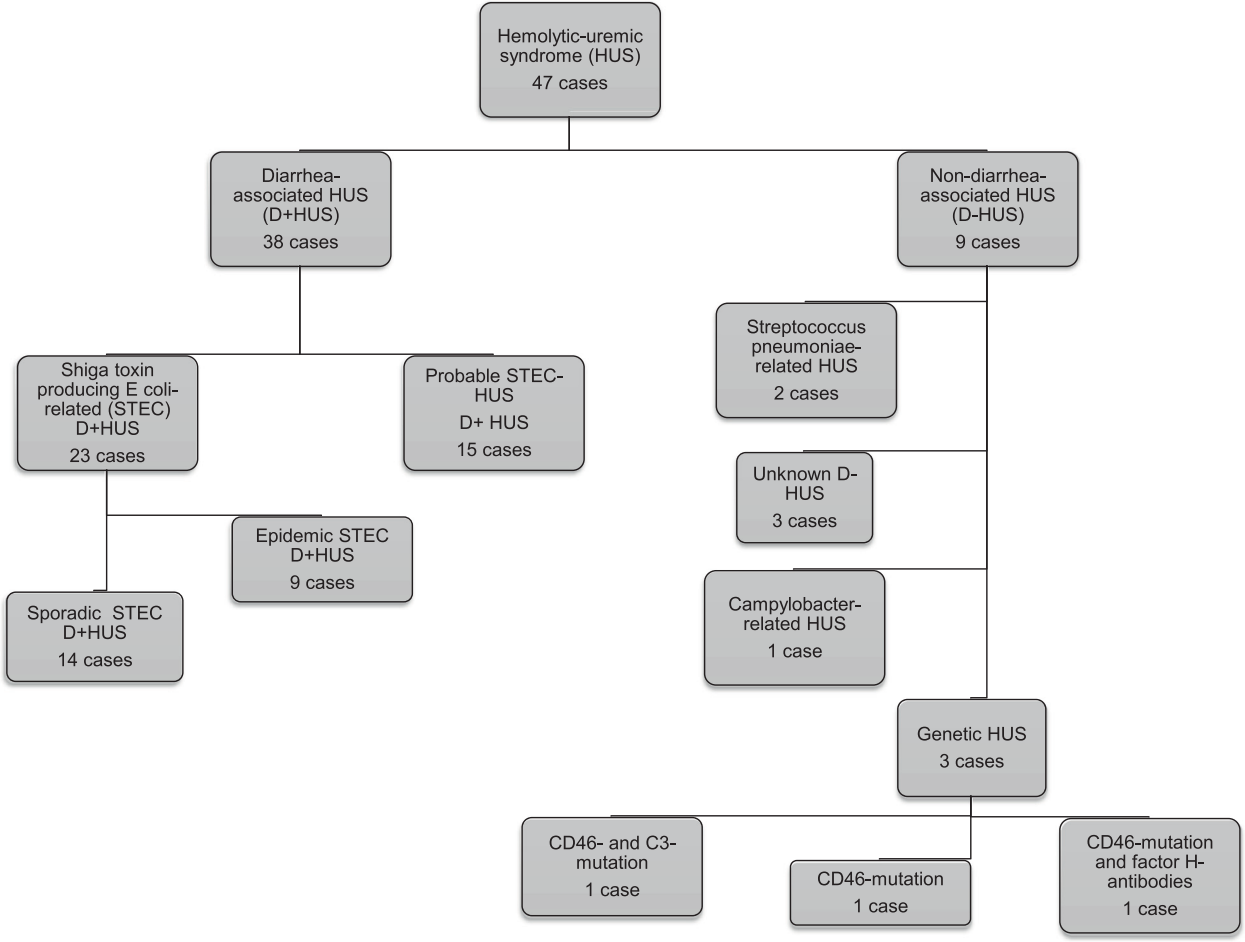 Hemolytic-uremic
syndrome (HUS)
47 cases
Diarrhea-
associated HUS
(D+HUS)
38 cases
Non-diarrhea-
associated HUS
(D-HUS)
9 cases
Shiga toxin
producing E coli-
related (STEC)
D+HUS
23 cases
Probable STEC-
HUS
D+ HUS
15 cases
Epidemic STEC
D+HUS
9 cases
Sporadic STEC
D+HUS
14 cases
Streptococcus
pneumoniae-
related HUS
2 cases
Unknown D-
HUS
3 cases
Campylobacter-
related HUS
1 case
Genetic HUS
3 cases
CD46- and C3-
mutation
1 case
CD46-mutation
1 case
CD46-mutation
and factor H-
antibodies
1 case